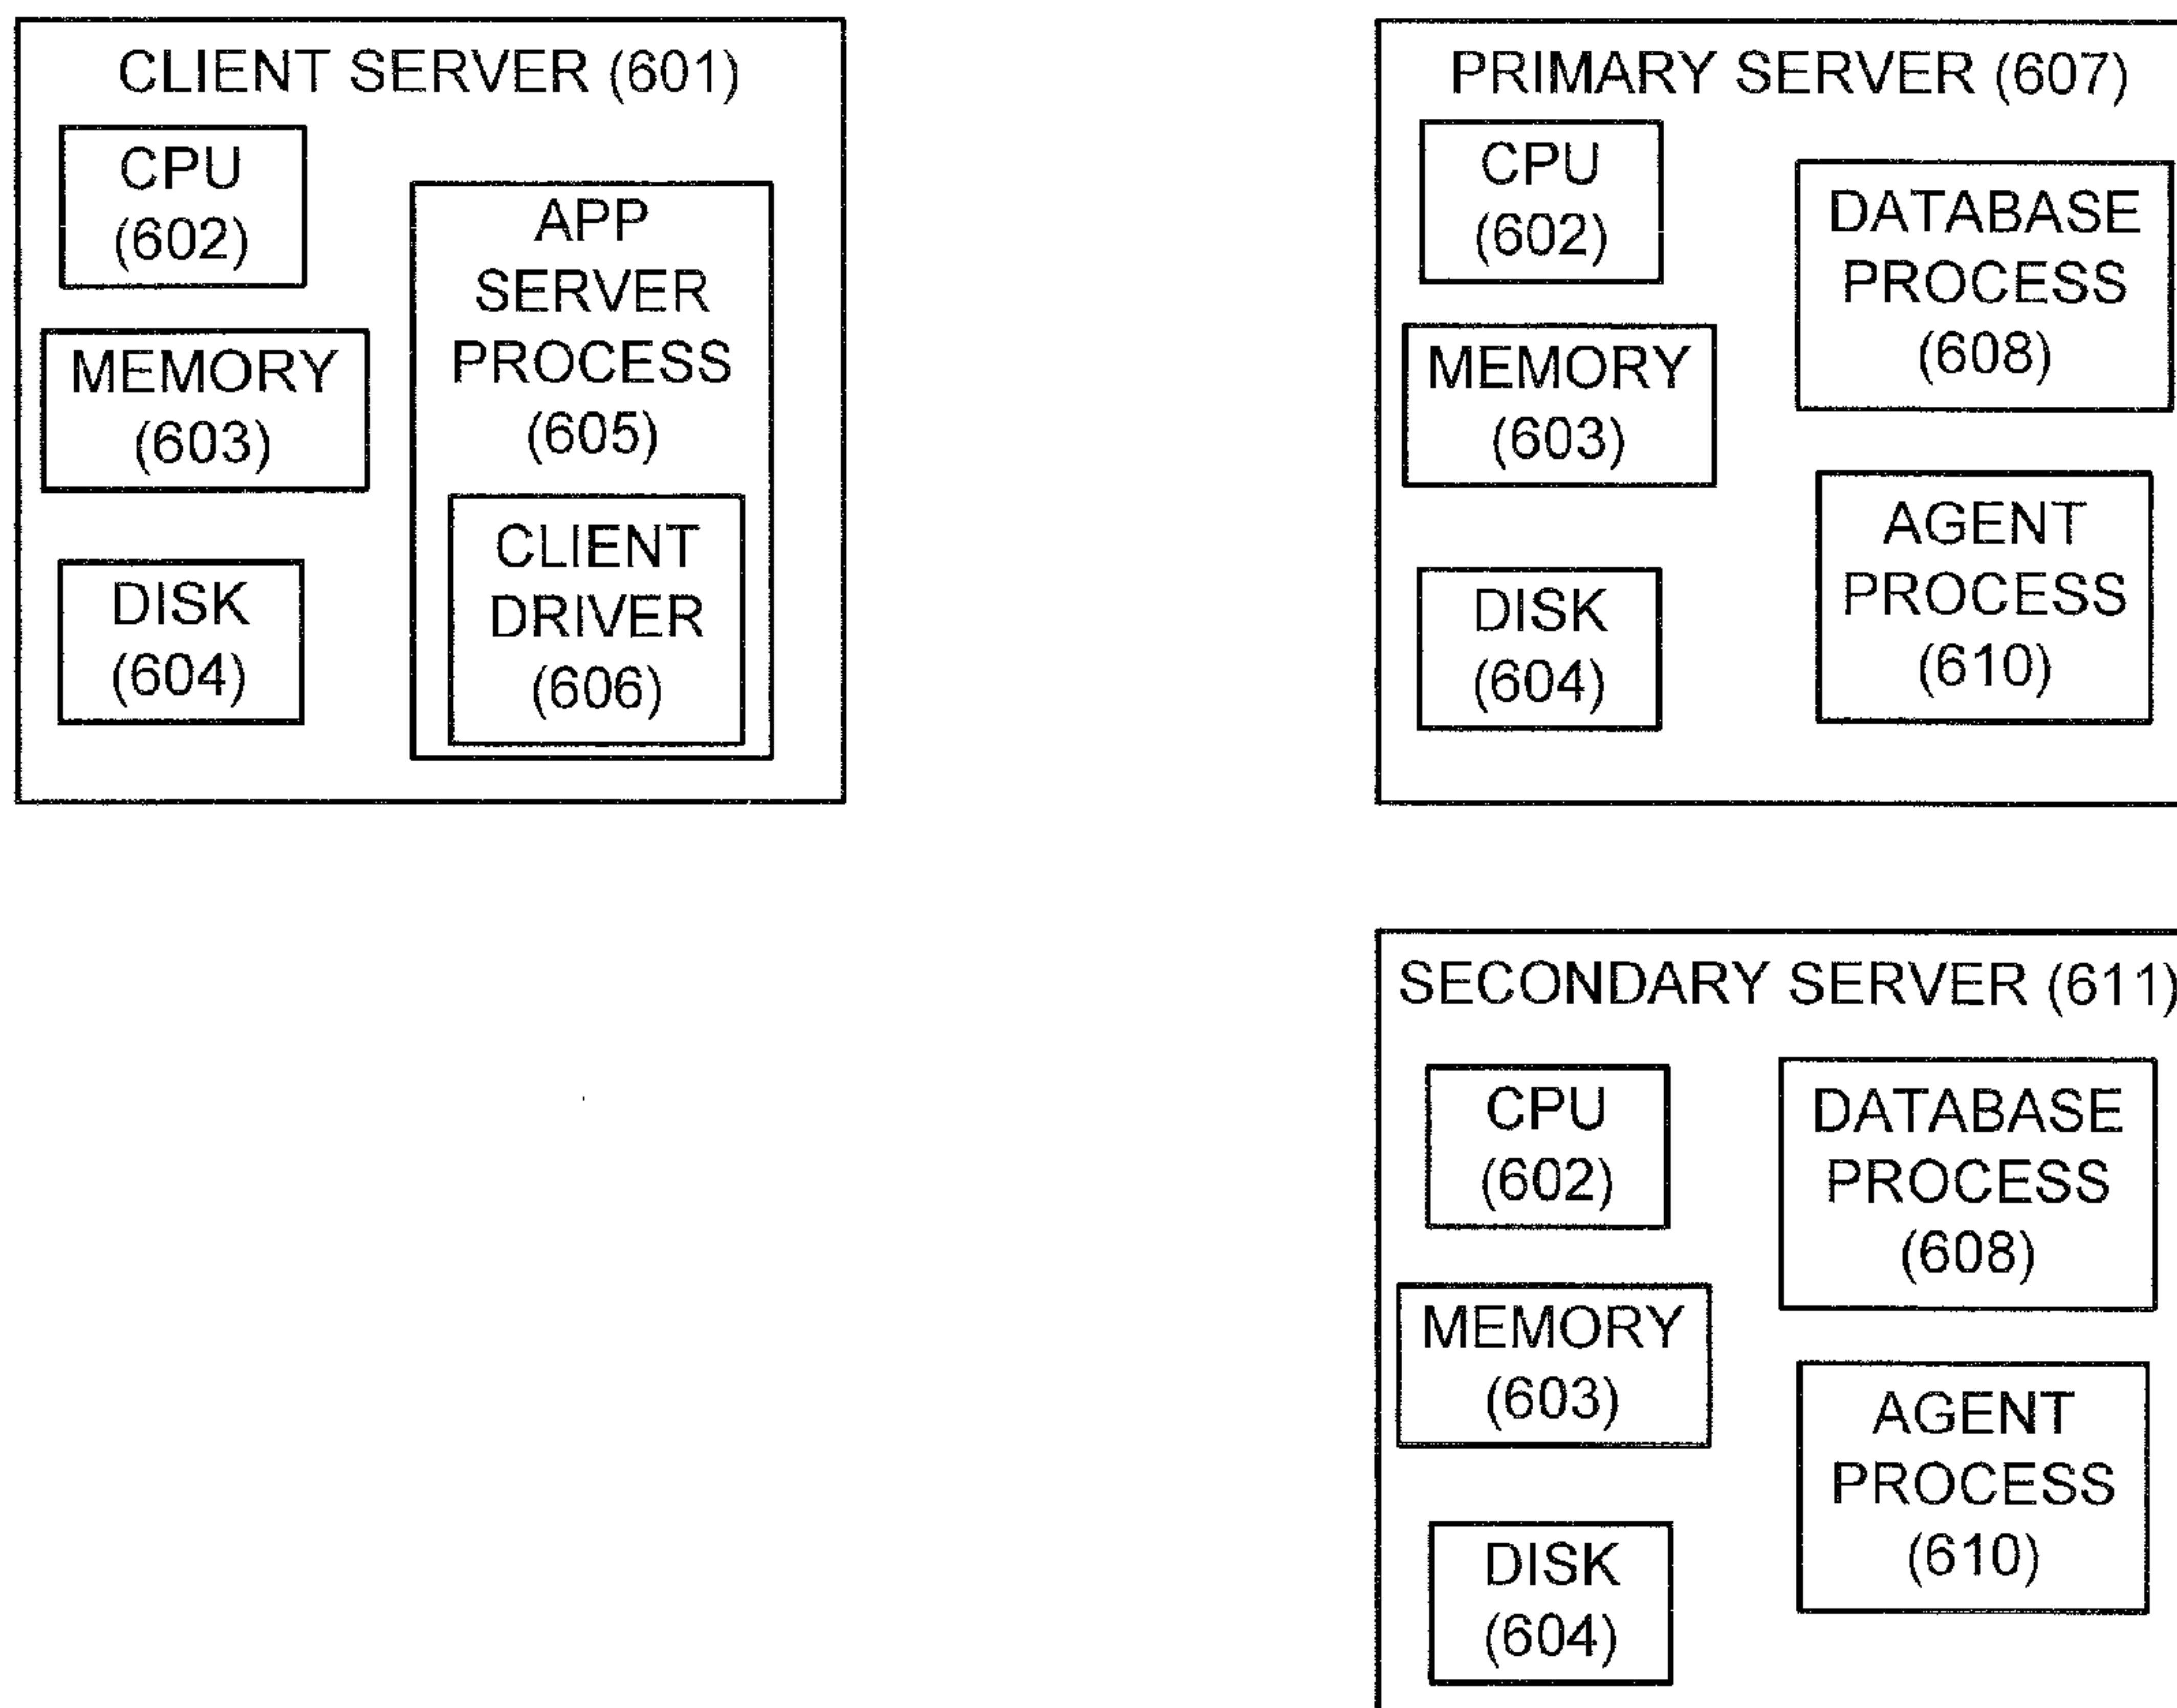 CLIENT SERVER (601)
CPU
(602)
MEMORY
(603)
DISK
(604)
APP
SERVER
PROCESS
(605)
CLIENT
DRIVER
(606)
PRIMARY SERVER (607)
CPU
(602)
MEMORY
(603)
DISK
(604)
DATABASE
PROCESS
(608)
AGENT
PROCESS
(610)
SECONDARY SERVER (611)
CPU
(602)
MEMORY
(603)
DISK
(604)
DATABASE
PROCESS
(608)
AGENT
PROCESS
(610)